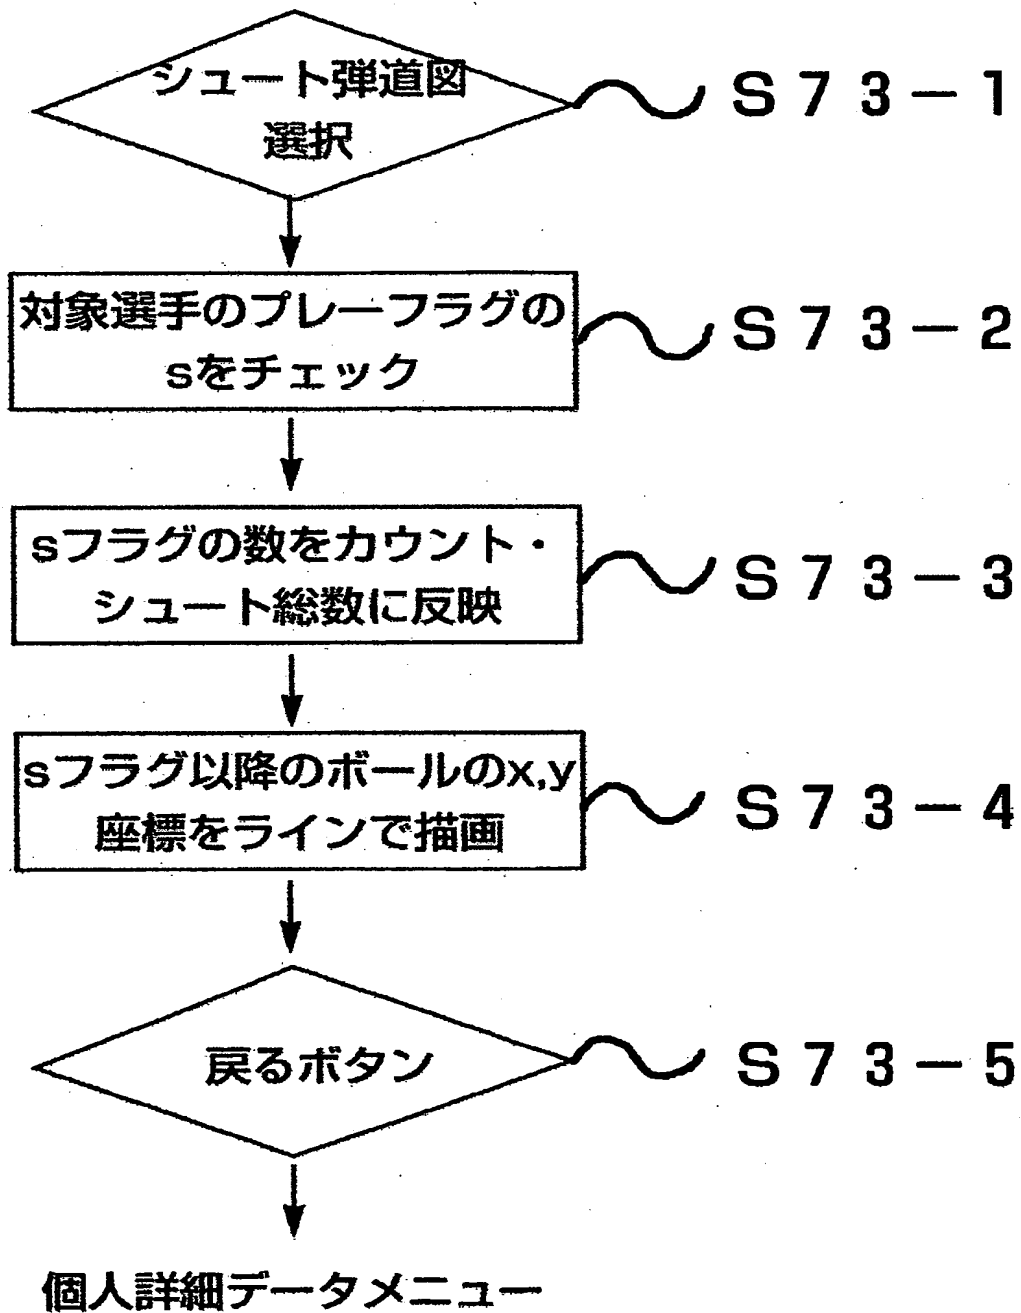 シュート弾道図
選択
S73-1
対象選手のプレーフラグの
sをチェック
S73-2
sフラグの数をカウント・
シュート総数に反映
S73-3
sフラグ以降のボールのx,y
座標をラインで描画
S73-4
戻るボタン
S73-5
個人詳細データメニュー